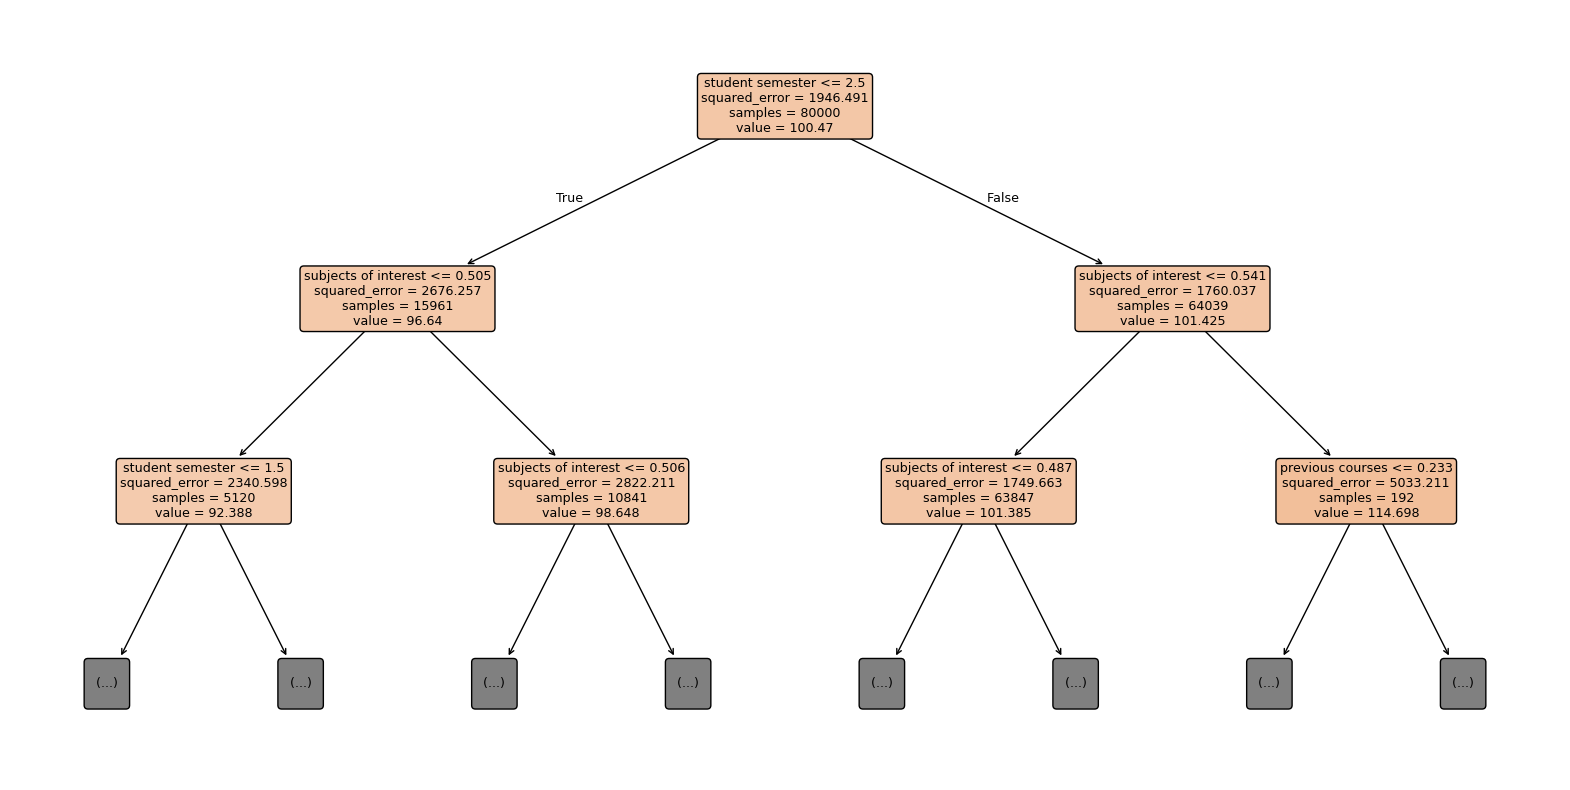 student semester <= 2.5
squared_error = 1946.491
samples = 80000
value = 100.47
True
False
subjects of interest <= 0.505
squared_error = 2676.257
samples = 15961
value = 96.64
subjects of interest <= 0.541
squared_error = 1760.037
samples = 64039
value = 101.425
student semester <= 1.5
squared_error = 2340.598
samples = 5120
value = 92.388
subjects of interest <= 0.506
squared_error = 2822.211
samples = 10841
value = 98.648
subjects of interest <= 0.487
squared_error = 1749.663
samples = 63847
value = 101.385
previous courses <= 0.233
squared_error = 5033.211
samples = 192
value = 114.698
(...)
(...)
(...)
(...)
(...)
(...)
(...)
(...)